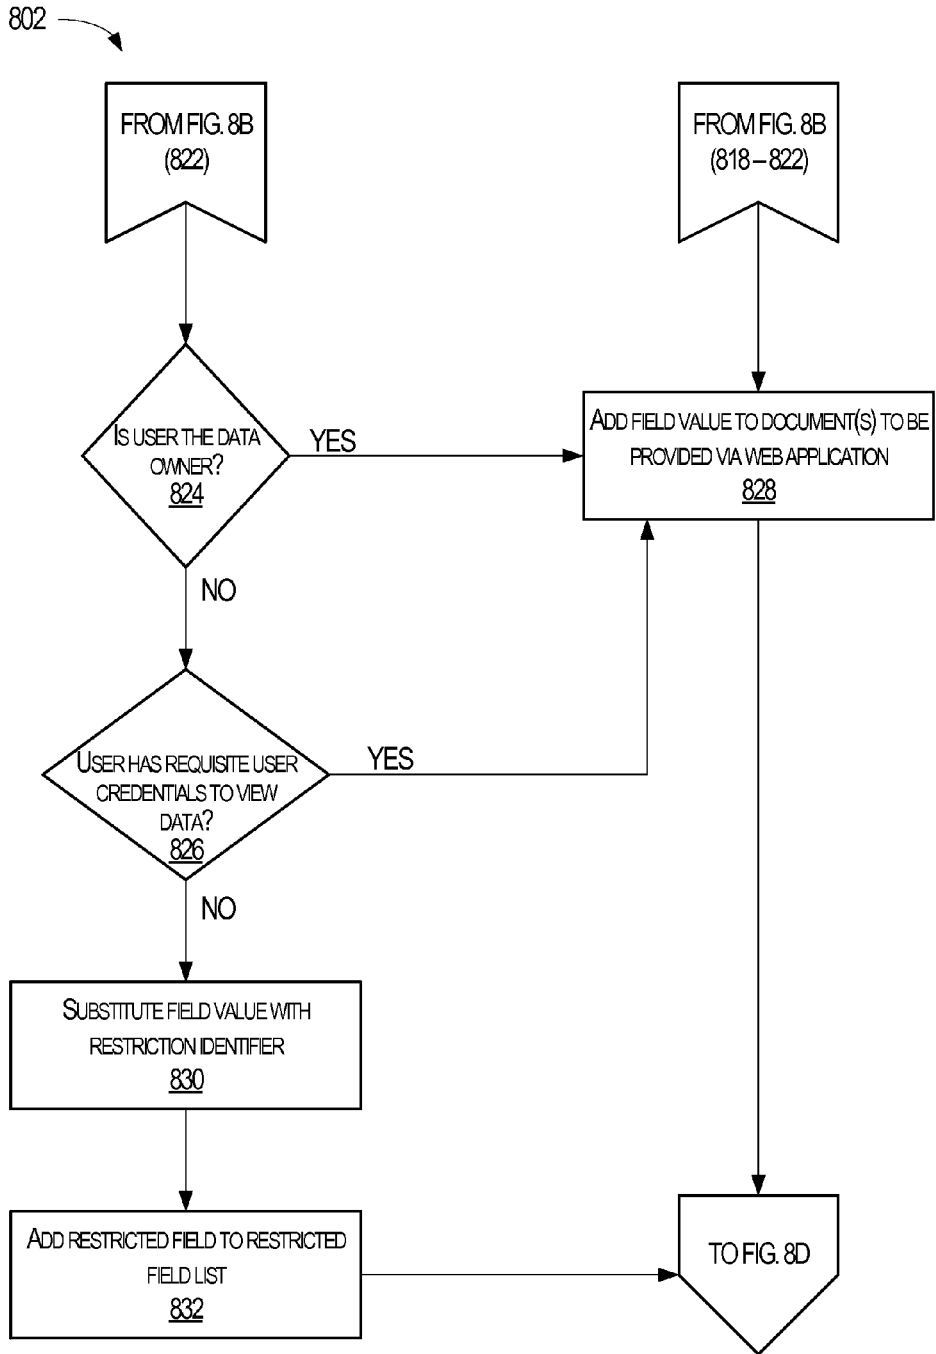 802
FROM FIG. 8B
(822)
FROM FIG. 8B
(818 – 822)
IS USER THE DATA
OWNER?
824
YES
ADD FIELD VALUE TO DOCUMENT(S) TO BE
PROVIDED VIA WEB APPLICATION
828
NO
USER HAS REQUISITE USER
CREDENTIALS TO VIEW
DATA?
826
YES
NO
SUBSTITUTE FIELD VALUE WITH
RESTRICTION IDENTIFIER
830
ADD RESTRICTED FIELD TO RESTRICTED
FIELD LIST
832
TO FIG. 8D